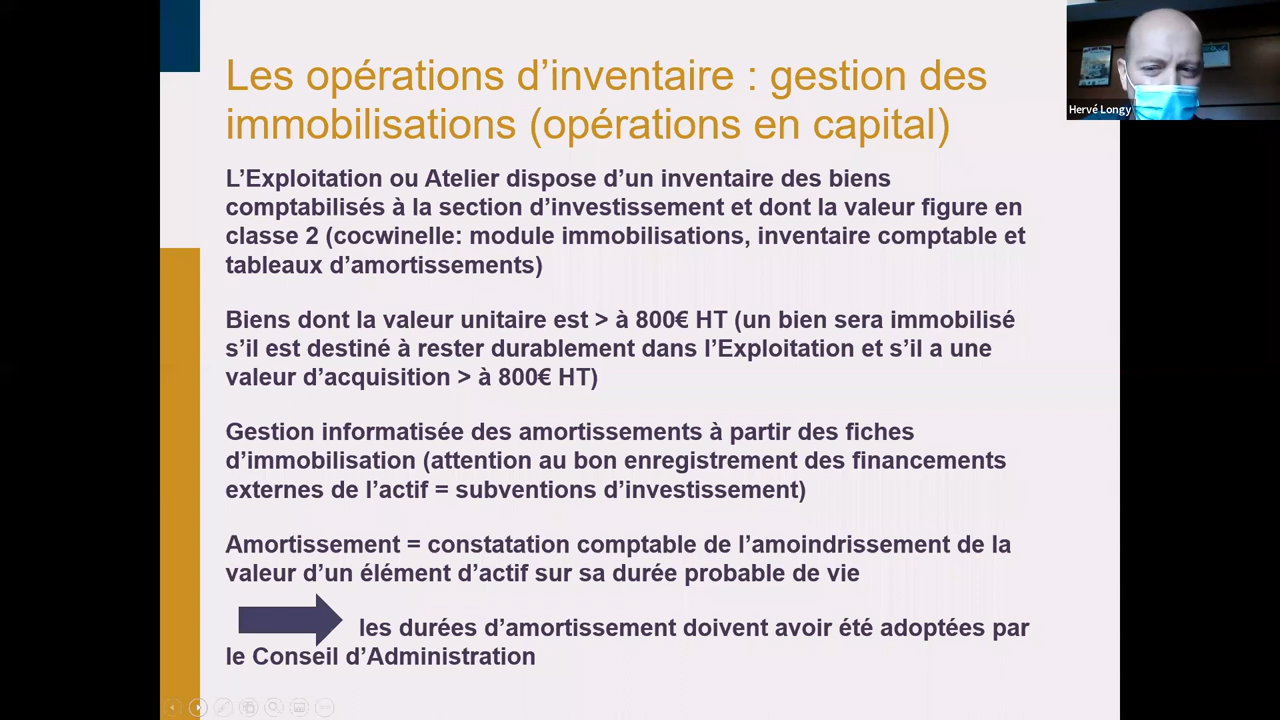 Les opérations d’inventaire : gestion des
immobilisations (opérations en capital)
L’Exploitation ou Atelier dispose d’un inventaire des biens
comptabilisés à la section d’investissement et dont la valeur figure en
classe 2 (cocwinelle: module immobilisations, inventaire comptable et
tableaux d’amortissements)
Biens dont la valeur unitaire est > à 800€ HT (un bien sera immobilisé
s’il est destiné à rester durablement dans l’Exploitation et s’il a une
valeur d’acquisition > à 800€ HT)
Gestion informatisée des amortissements à partir des fiches
d’immobilisation (attention au bon enregistrement des financements
externes de l’actif = subventions d’investissement)
Amortissement = constatation comptable de l’amoindrissement de la
valeur d’un élément d’actif sur sa durée probable de vie
les durées d’amortissement doivent avoir été adoptées par
le Conseil d’Administration
Hervé Longy